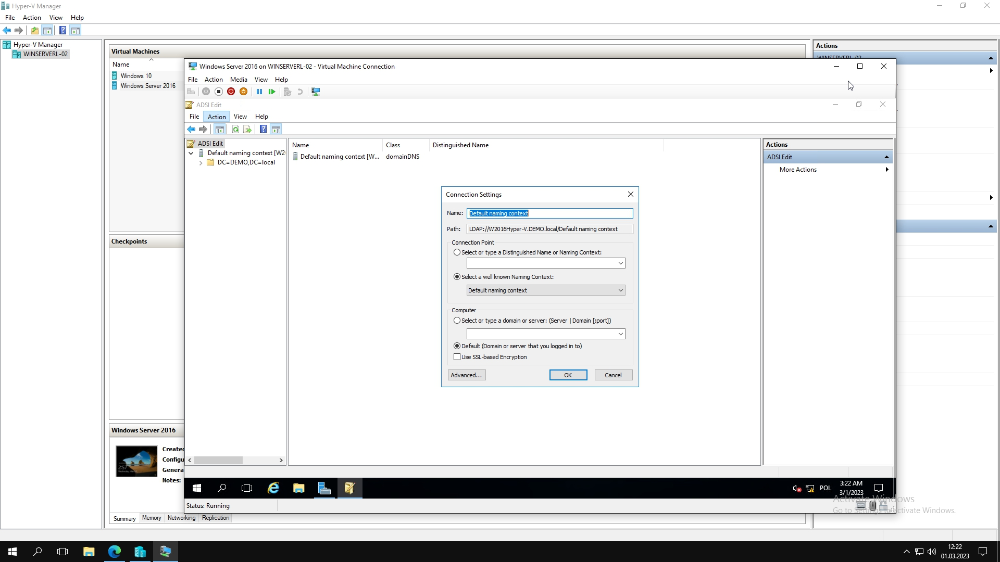 Hyper-V Manager
File Action View Help
Hyper-V Manager
WINSERVERL-02
Virtual Machines
Name
Windows 10
Windows Server 2016
Checkpoints
Windows Server 2016
2:57
Created
Configu
Genera
Notes:
Summary Memory Networking Replication
Actions
WINSERVERL-02
Windows Server 2016 on WINSERVERL-02 - Virtual Machine Connection
File Action Media View Help
ADSI Edit
File Action View Help
ADSI Edit
Default naming context [W2
DC=DEMO,DC=local
Name Class Distinguished Name
Default naming context [W... domainDNS
Actions
ADSI Edit
More Actions
Connection Settings
Name: Default naming context
Path: LDAP://W2016Hyper-V.DEMO.local/Default naming context
Connection Point
Select or type a Distinguished Name or Naming Context:
Select a well known Naming Context:
Default naming context
Computer
Select or type a domain or server: (Server | Domain [:port])
Default (Domain or server that you logged in to)
Use SSL-based Encryption
Advanced... OK Cancel
POL
3:22 AM
3/1/2023
Status: Running
Activate Windows
Go to Settings to activate Windows.
12:22
01.03.2023